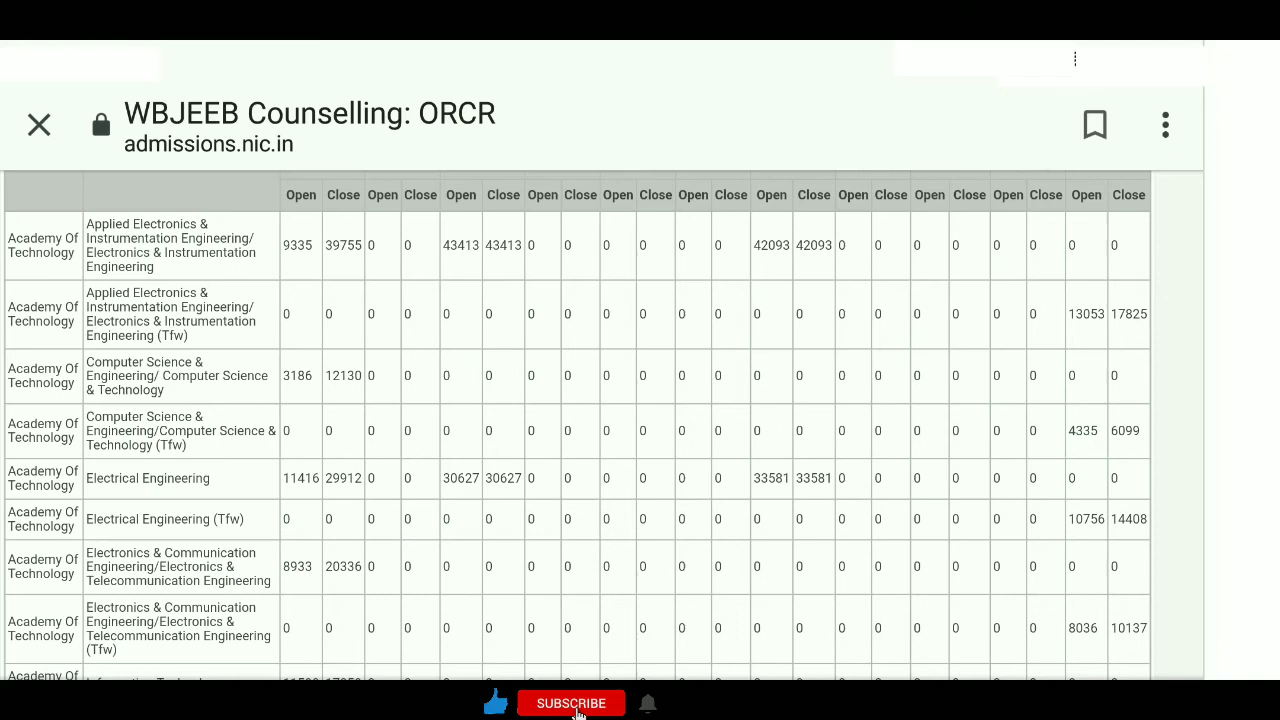 WBJEEB Counselling: ORCR
admissions.nic.in
Open Close Open Close Open Close Open Close Open Close Open Close Open Close Open Close Open Close Open Close Open Close
Academy Of Technology Applied Electronics & Instrumentation Engineering/ Electronics & Instrumentation Engineering 9335 39755 0 0 43413 43413 0 0 0 0 0 0 42093 42093 0 0 0 0 0 0 0 0
Academy Of Technology Applied Electronics & Instrumentation Engineering/ Electronics & Instrumentation Engineering (Tfw) 0 0 0 0 0 0 0 0 0 0 0 0 0 0 0 0 0 0 0 0 13053 17825
Academy Of Technology Computer Science & Engineering/ Computer Science & Technology 3186 12130 0 0 0 0 0 0 0 0 0 0 0 0 0 0 0 0 0 0 0 0
Academy Of Technology Computer Science & Engineering/Computer Science & Technology (Tfw) 0 0 0 0 0 0 0 0 0 0 0 0 0 0 0 0 0 0 0 0 4335 6099
Academy Of Technology Electrical Engineering 11416 29912 0 0 30627 30627 0 0 0 0 0 0 33581 33581 0 0 0 0 0 0 0 0
Academy Of Technology Electrical Engineering (Tfw) 0 0 0 0 0 0 0 0 0 0 0 0 0 0 0 0 0 0 0 0 10756 14408
Academy Of Technology Electronics & Communication Engineering/Electronics & Telecommunication Engineering 8933 20336 0 0 0 0 0 0 0 0 0 0 0 0 0 0 0 0 0 0 0 0
Academy Of Technology Electronics & Communication Engineering/Electronics & Telecommunication Engineering (Tfw) 0 0 0 0 0 0 0 0 0 0 0 0 0 0 0 0 0 0 0 0 8036 10137
Academy Of
SUBSCRIBE